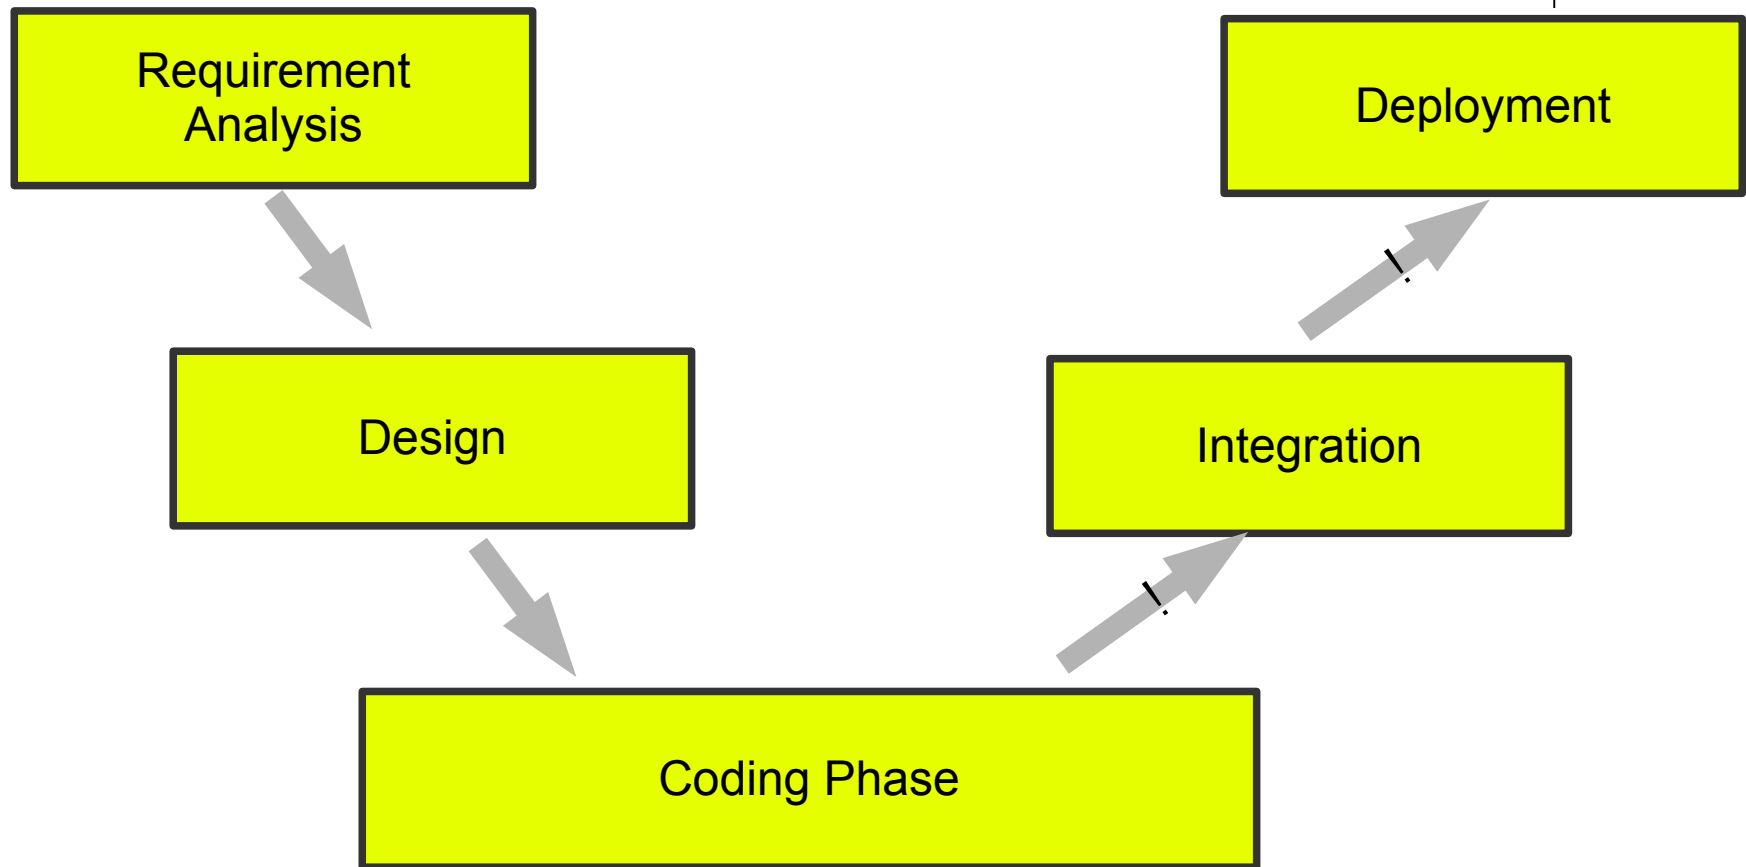 Requirement
Analysis
Deployment
Design
Integration
!
!
Coding Phase